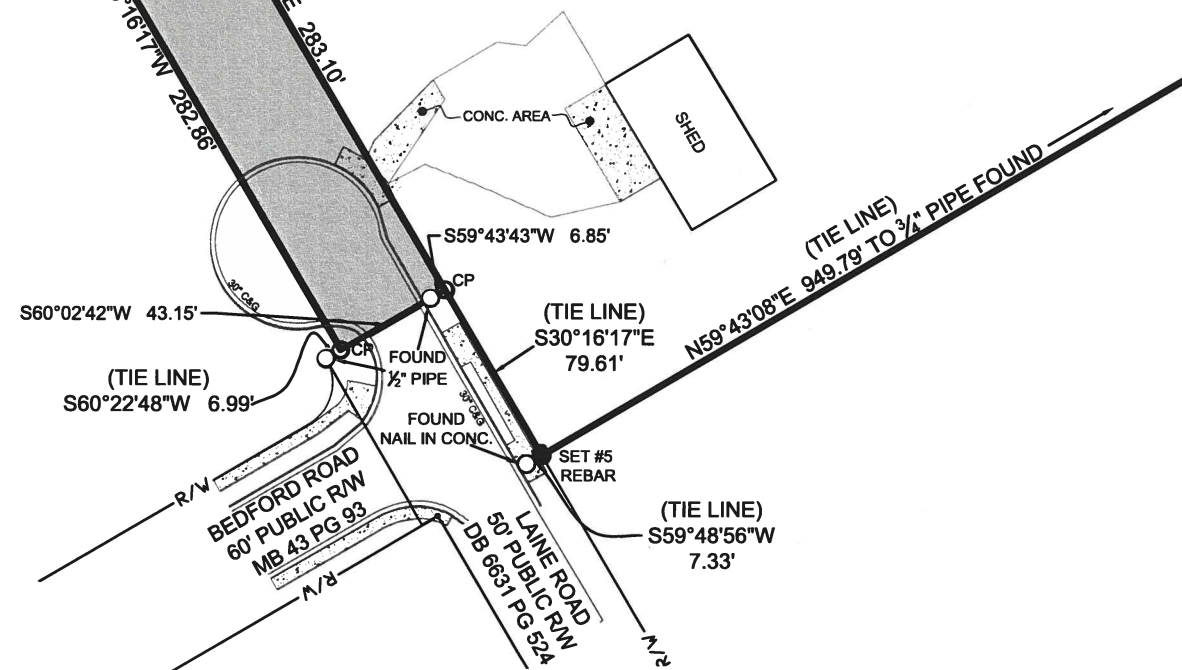 °16'17"W 282.86'
E 283.10'
CONC. AREA
SHED
S59°43'43"W 6.85'
CP
30" C&G
S60°02'42"W 43.15'
CP
(TIE LINE)
S30°16'17"E
79.61'
(TIE LINE)
N59°43'08"E 949.79' TO ¾" PIPE FOUND
FOUND
½" PIPE
(TIE LINE)
S60°22'48"W 6.99'
30" C&G
FOUND
NAIL IN CONC.
SET #5
REBAR
R/W
BEDFORD ROAD
60' PUBLIC R/W
MB 43 PG 93
R/W
LAINE ROAD
50' PUBLIC R/W
DB 6631 PG 524
(TIE LINE)
S59°48'56"W
7.33'
R/W